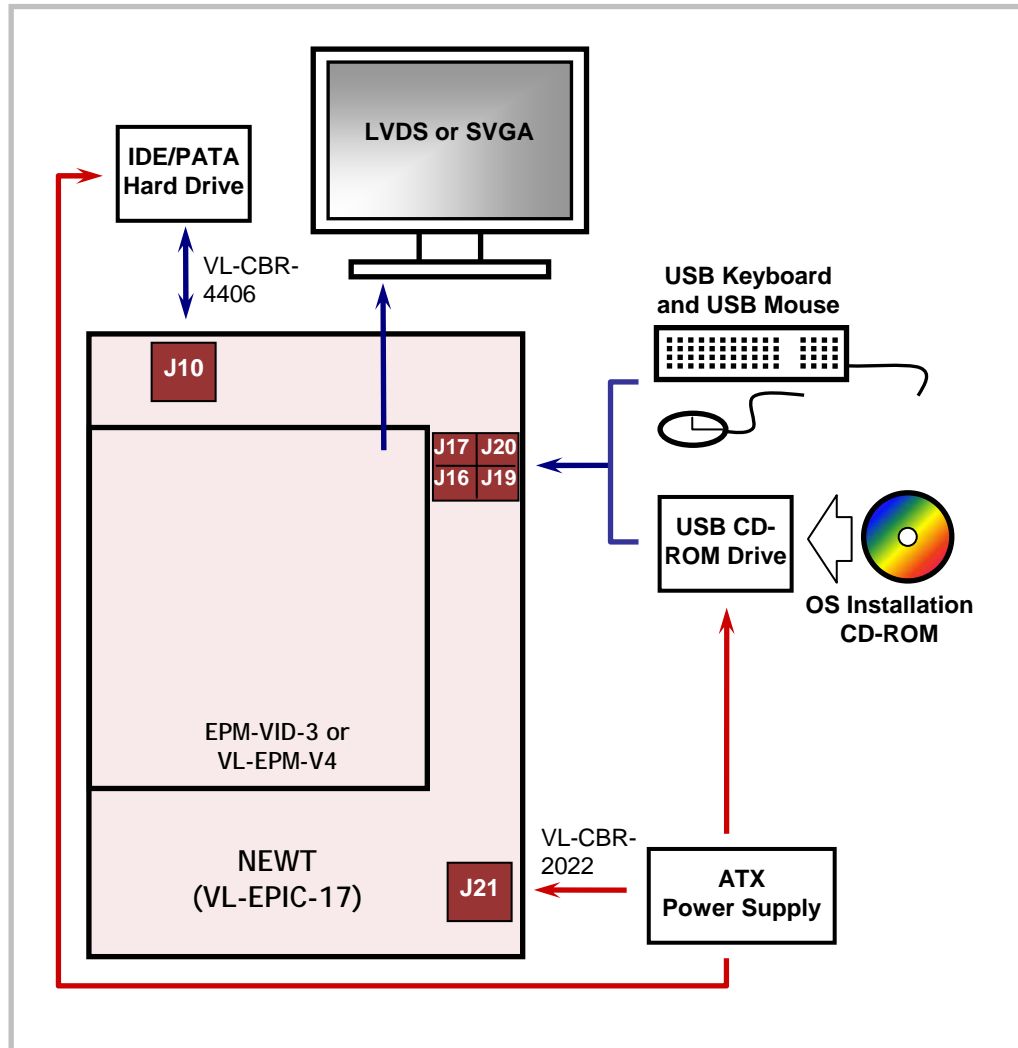 LVDS or SVGA
IDE/PATA
Hard Drive
VL-CBR-
4406
USB Keyboard
and USB Mouse
J10
J17 J20
J16 J19
USB CD-
ROM Drive
OS Installation
CD-ROM
EPM-VID-3 or
VL-EPM-V4
NEWT
(VL-EPIC-17)
J21
VL-CBR-
2022
ATX
Power Supply